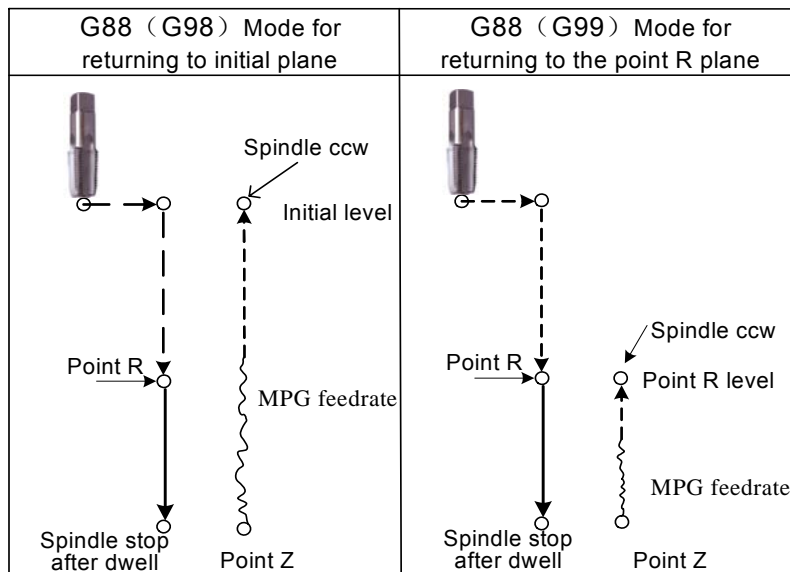 G88（G98）Mode for
returning to initial plane
Spindle ccw
Initial level
Point R
MPG feedrate
Spindle stop
after dwell
Point Z
G88（G99）Mode for
returning to the point R plane
Spindle ccw
Point R
Point R level
MPG feedrate
Spindle stop
after dwell
Point Z